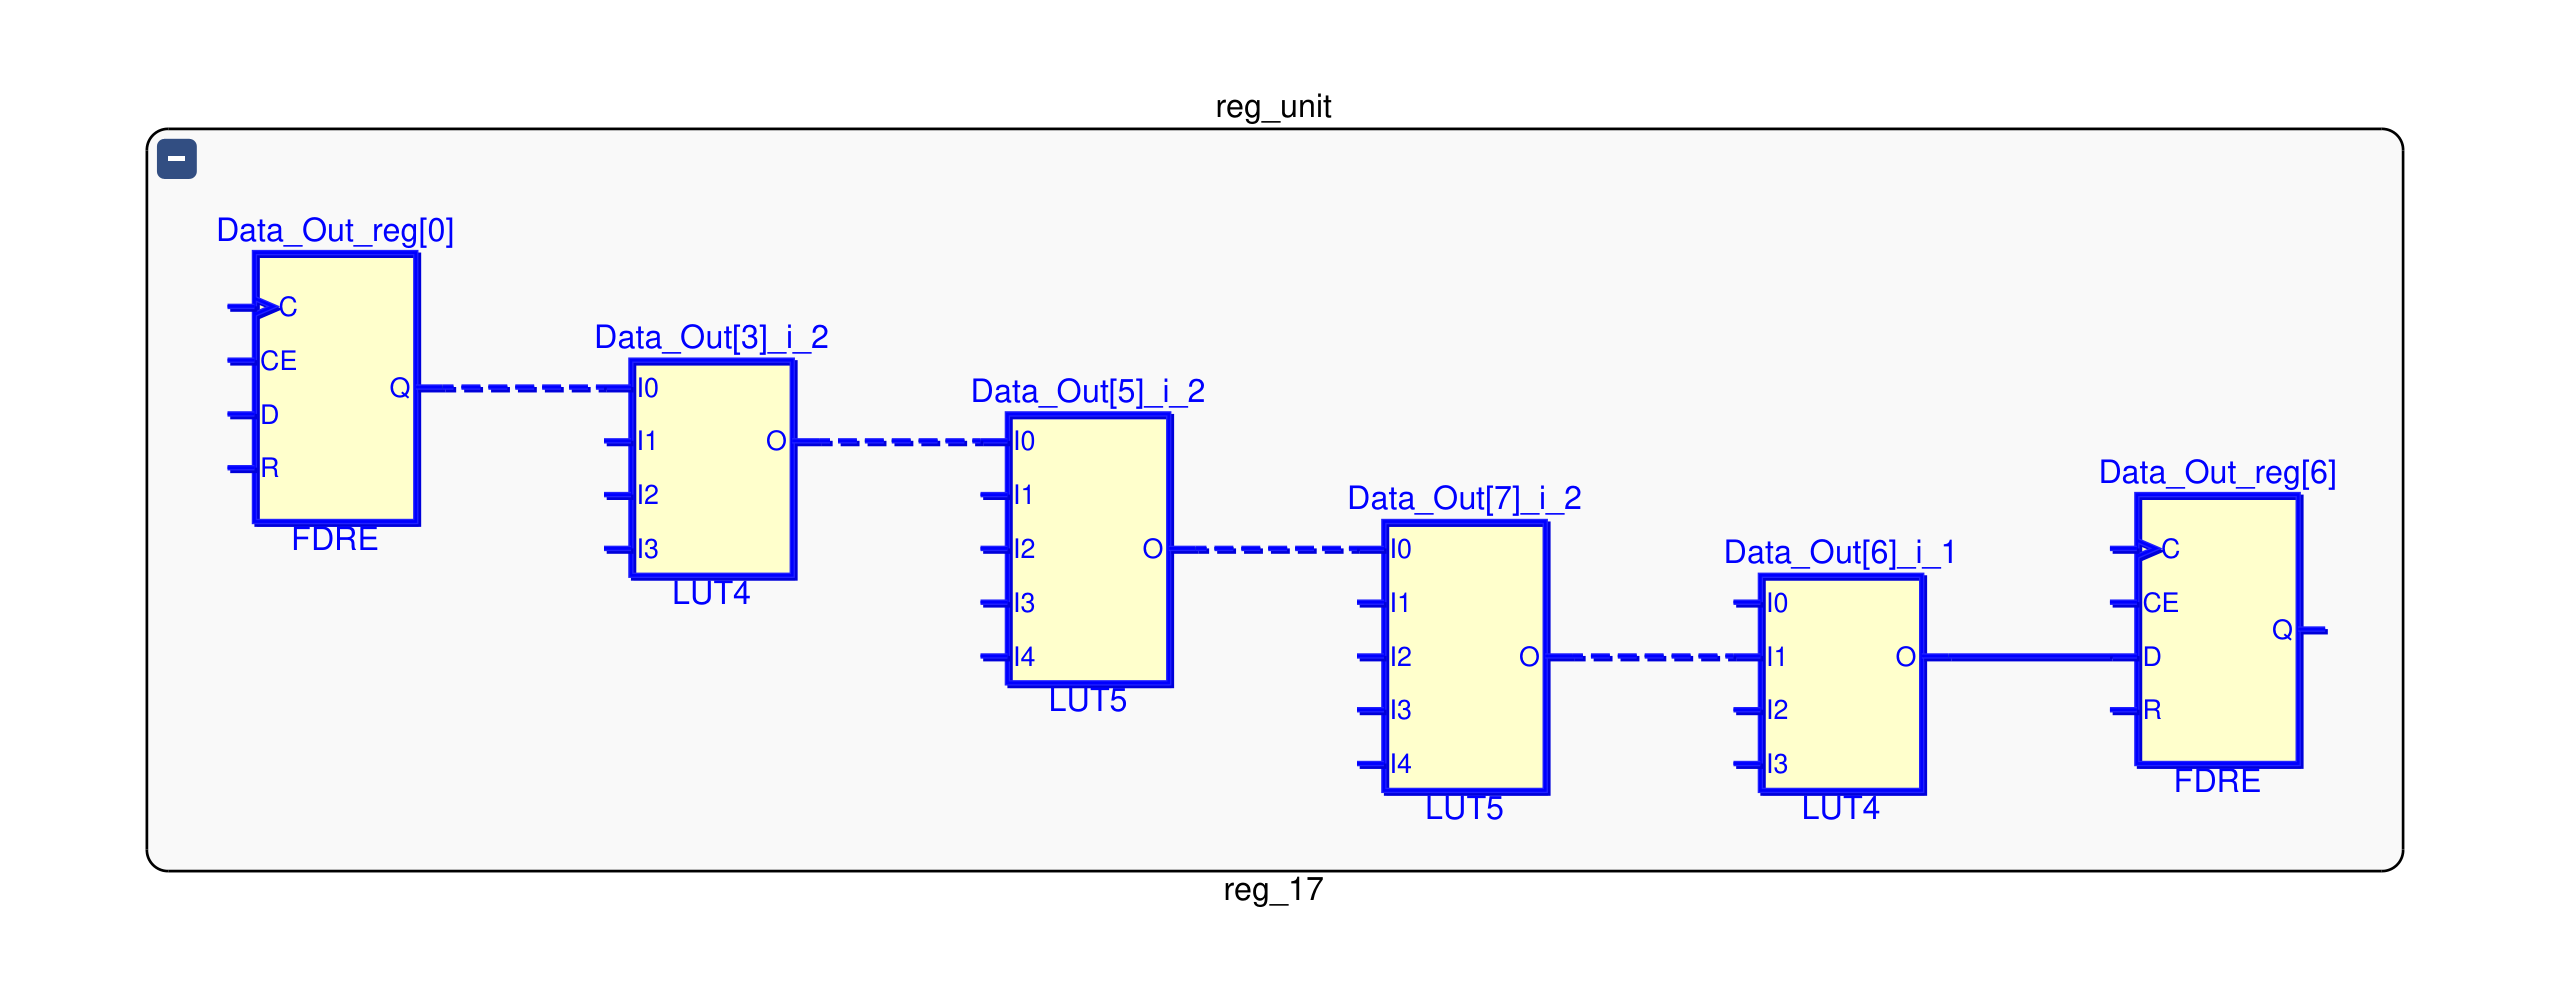 reg_unit
Data_Out_reg[0]
C
CE
D
R
Q
FDRE
Data_Out[3]_i_2
I0
I1
I2
I3
O
LUT4
Data_Out[5]_i_2
I0
I1
I2
I3
I4
O
LUT5
Data_Out[7]_i_2
I0
I1
I2
I3
I4
O
LUT5
Data_Out[6]_i_1
I0
I1
I2
I3
O
LUT4
Data_Out_reg[6]
C
CE
D
R
Q
FDRE
reg_17